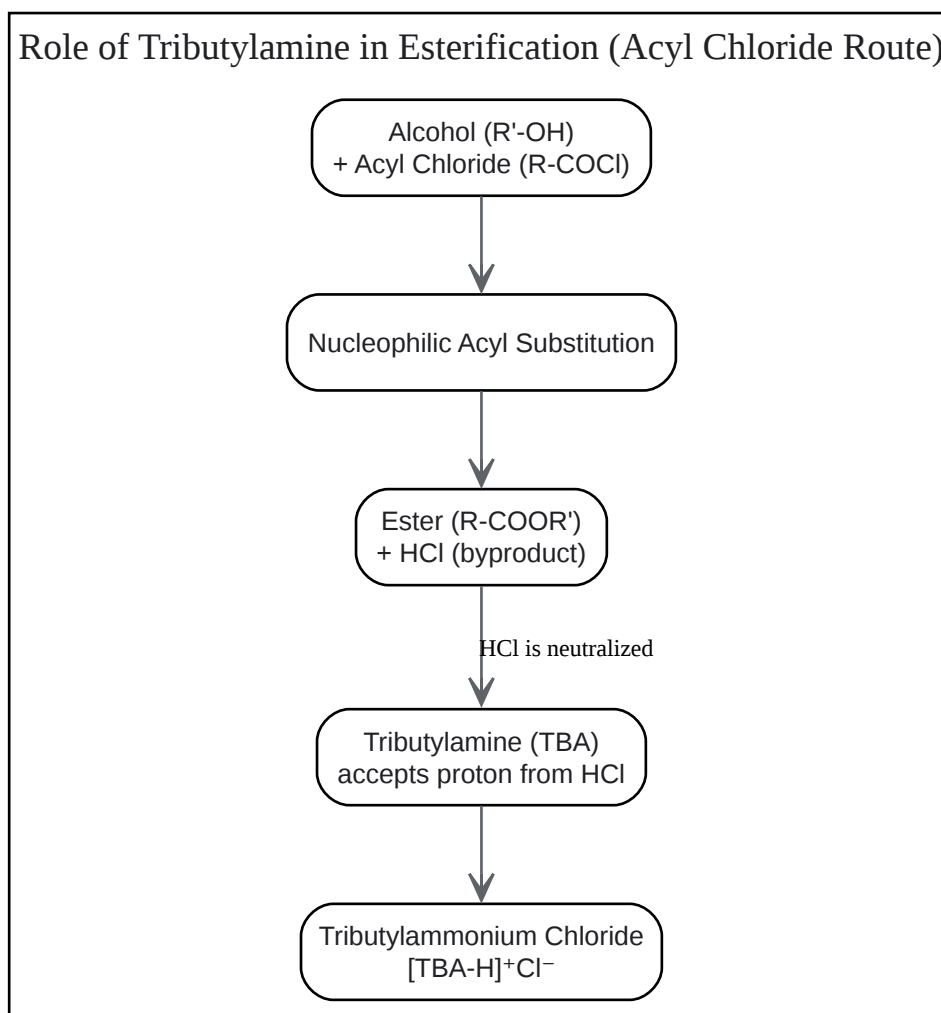 Role of Tributylamine in Esterification (Acyl Chloride Route)
Alcohol (R'-OH)
+ Acyl Chloride (R-COCl)
Nucleophilic Acyl Substitution
Ester (R-COOR')
+ HCl (byproduct)
HCl is neutralized
Tributylamine (TBA)
accepts proton from HCl
Tributylammonium Chloride
[TBA-H]⁺Cl⁻